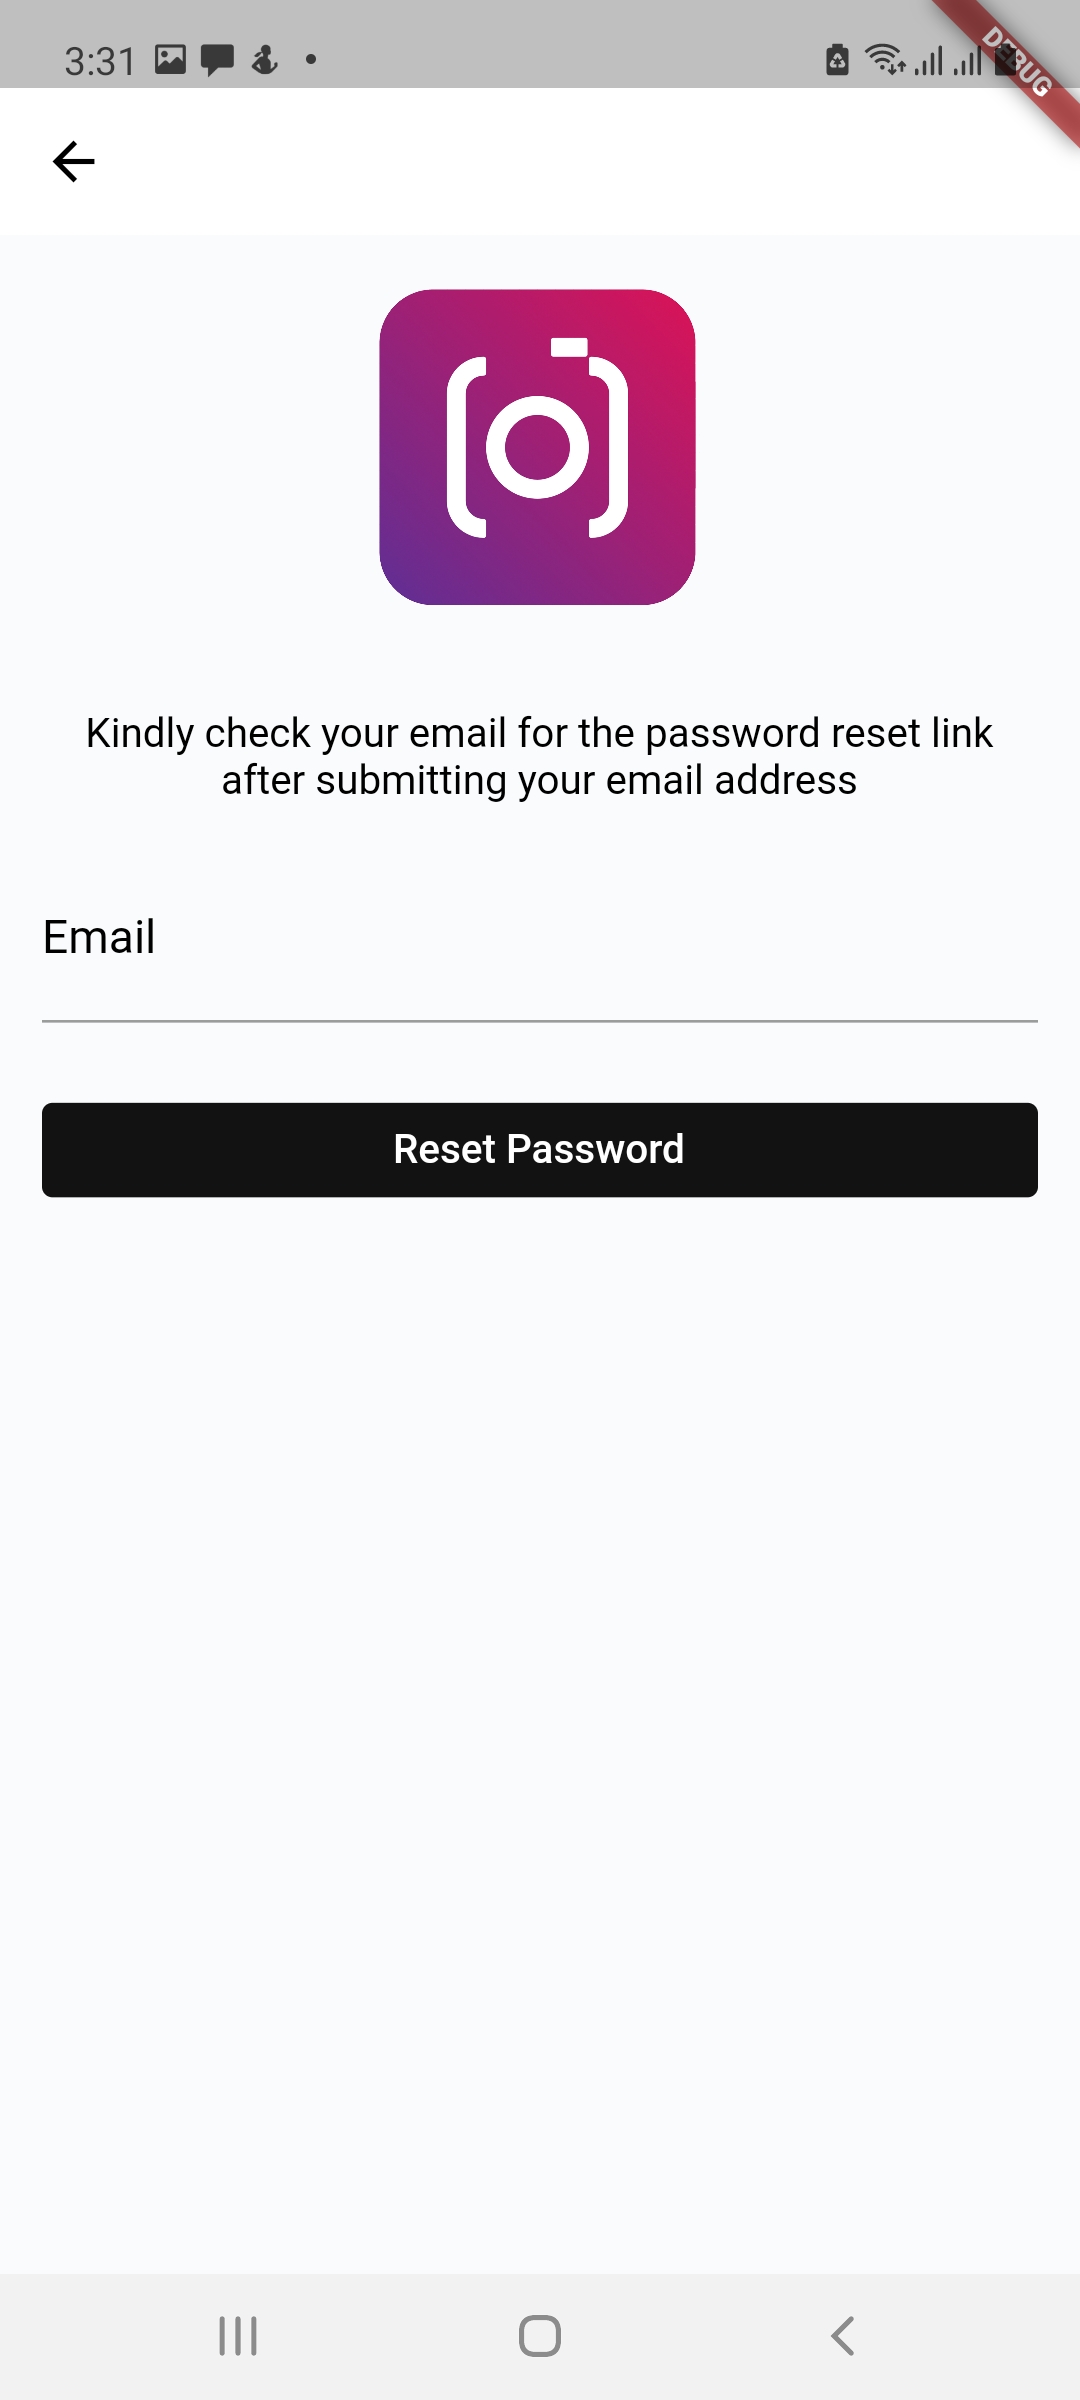 3:31
DEBUG
Kindly check your email for the password reset link
after submitting your email address
Email
Reset Password